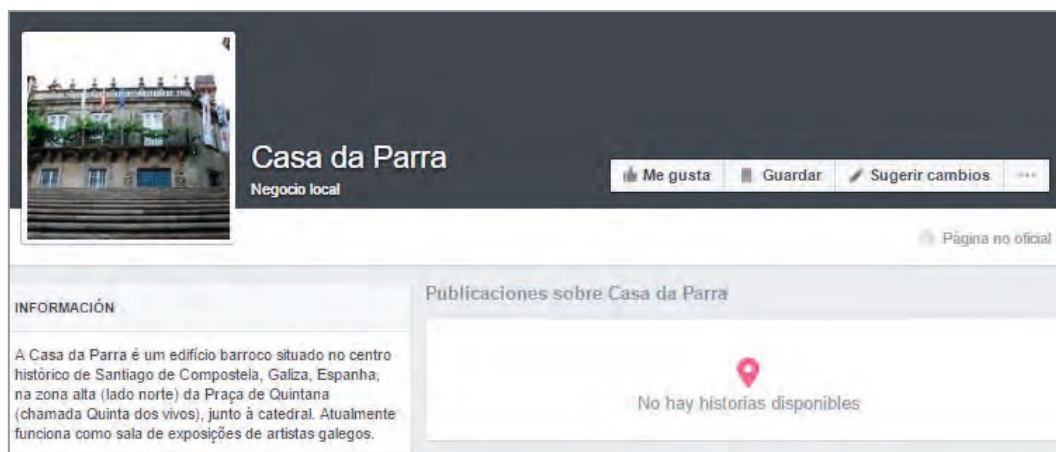 Casa da Parra
Negocio local
Me gusta
Guardar
Sugerir cambios
...
Página no oficial
INFORMACIÓN
A Casa da Parra é um edifício barroco situado no centro
histórico de Santiago de Compostela, Galiza, Espanha,
na zona alta (lado norte) da Praça de Quintana
(chamada Quinta dos vivos), junto à catedral. Atualmente
funciona como sala de exposições de artistas galegos.
Publicaciones sobre Casa da Parra
No hay historias disponibles